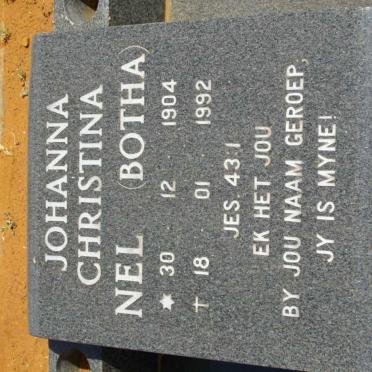 JOHANNA
CHRISTINA
NEL (BOTHA)
✶ 30 12 1904
† 18 01 1992
JES. 43:1
EK HET JOU
BY JOU NAAM GEROEP,
JY IS MYNE!